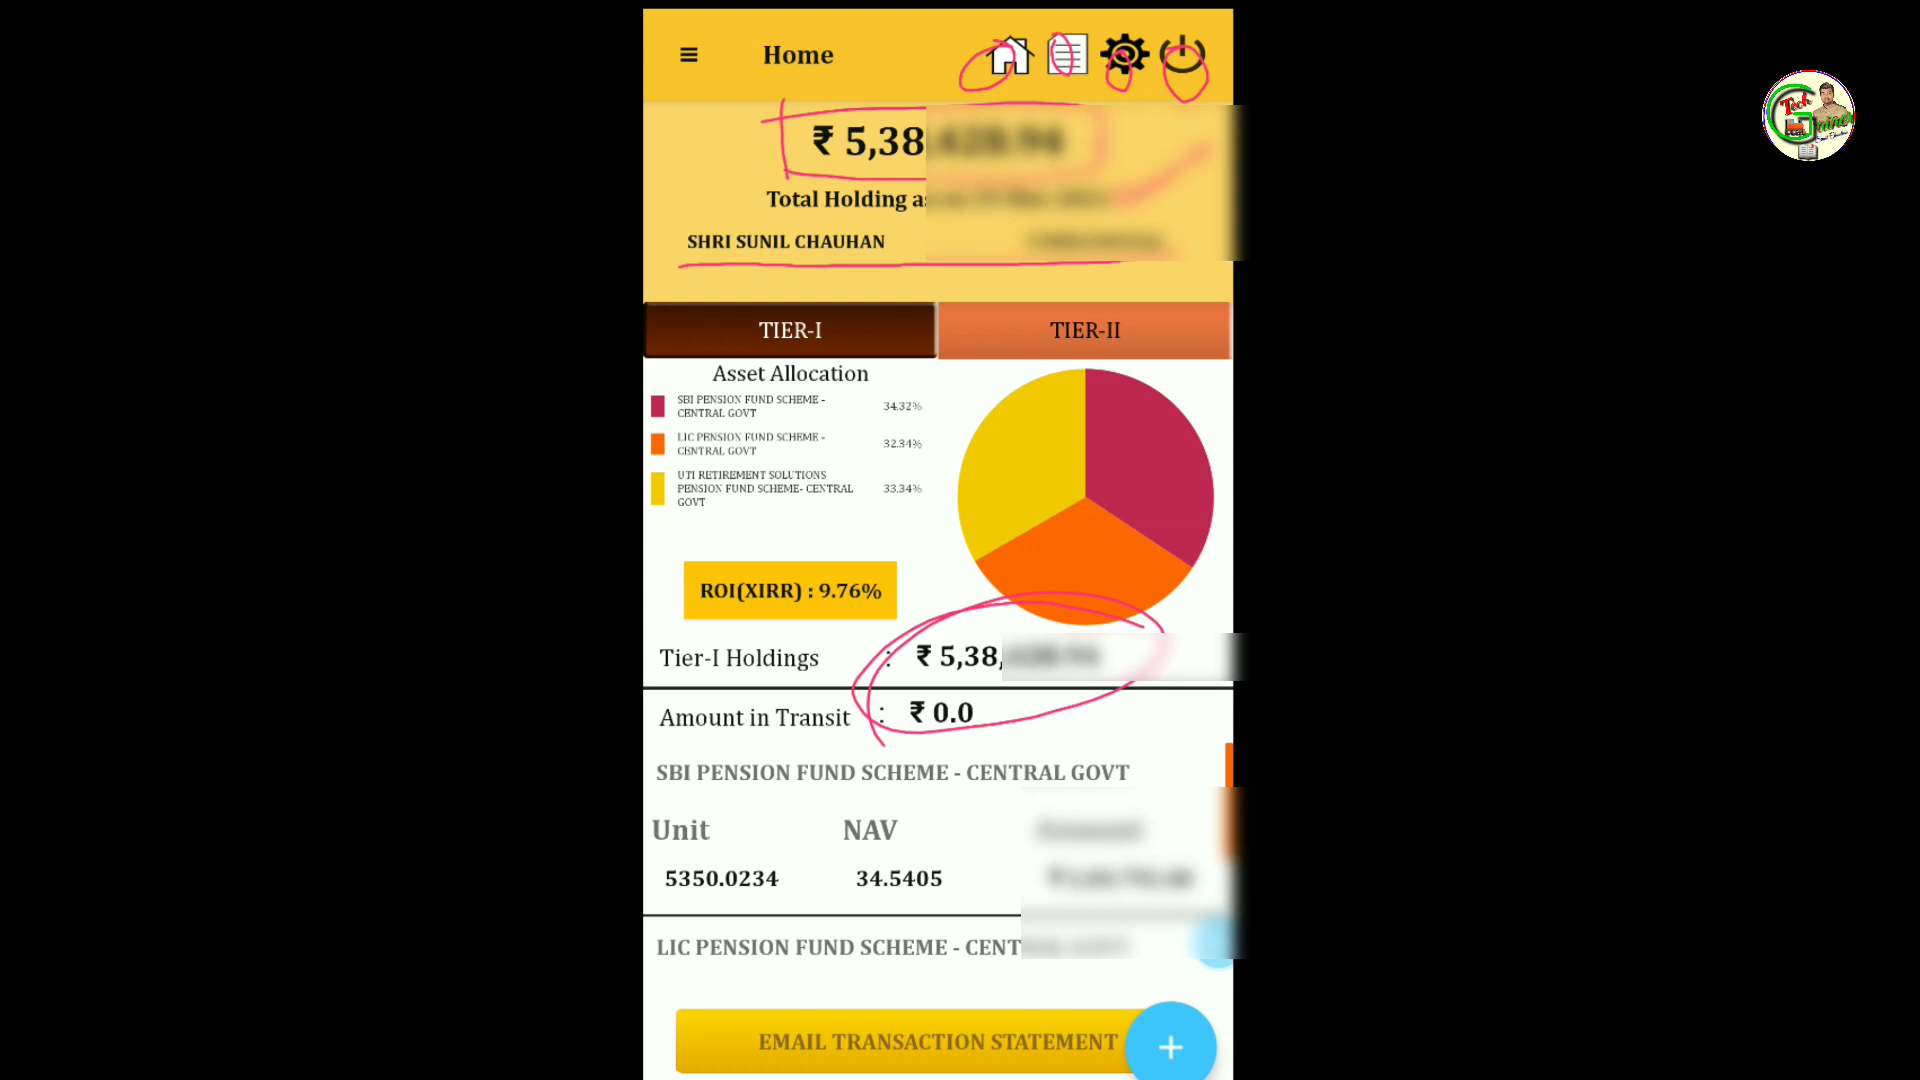 Home
₹ 5,38
Total Holding as
SHRI SUNIL CHAUHAN
TIER-I
TIER-II
Asset Allocation
SBI PENSION FUND SCHEME -
CENTRAL GOVT
34.32%
LIC PENSION FUND SCHEME -
CENTRAL GOVT
32.34%
UTI RETIREMENT SOLUTIONS
PENSION FUND SCHEME- CENTRAL
GOVT
33.34%
ROI(XIRR) : 9.76%
Tier-I Holdings : ₹ 5,38,
Amount in Transit : ₹ 0.0
SBI PENSION FUND SCHEME - CENTRAL GOVT
Unit NAV
5350.0234 34.5405
LIC PENSION FUND SCHEME - CENT
EMAIL TRANSACTION STATEMENT
+
Tech
Gainer